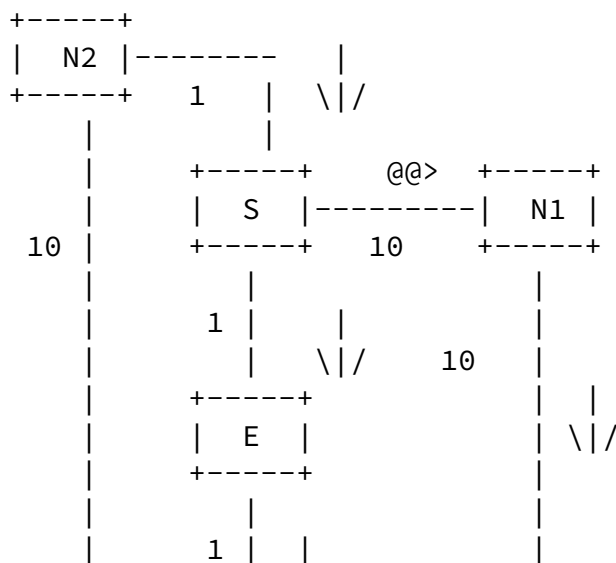 +-----+
|  N2 |--------    |
+-----+   1   |  \|/
    |         |
    |     +-----+    @@>  +-----+
    |     |  S  |---------|  N1 |
 10 |     +-----+   10    +-----+
    |        |               |
    |      1 |    |          |
    |        |   \|/    10   |
    |     +-----+            |  |
    |     |  E  |            | \|/
    |     +-----+            |
    |        |               |
    |      1 |  |            |